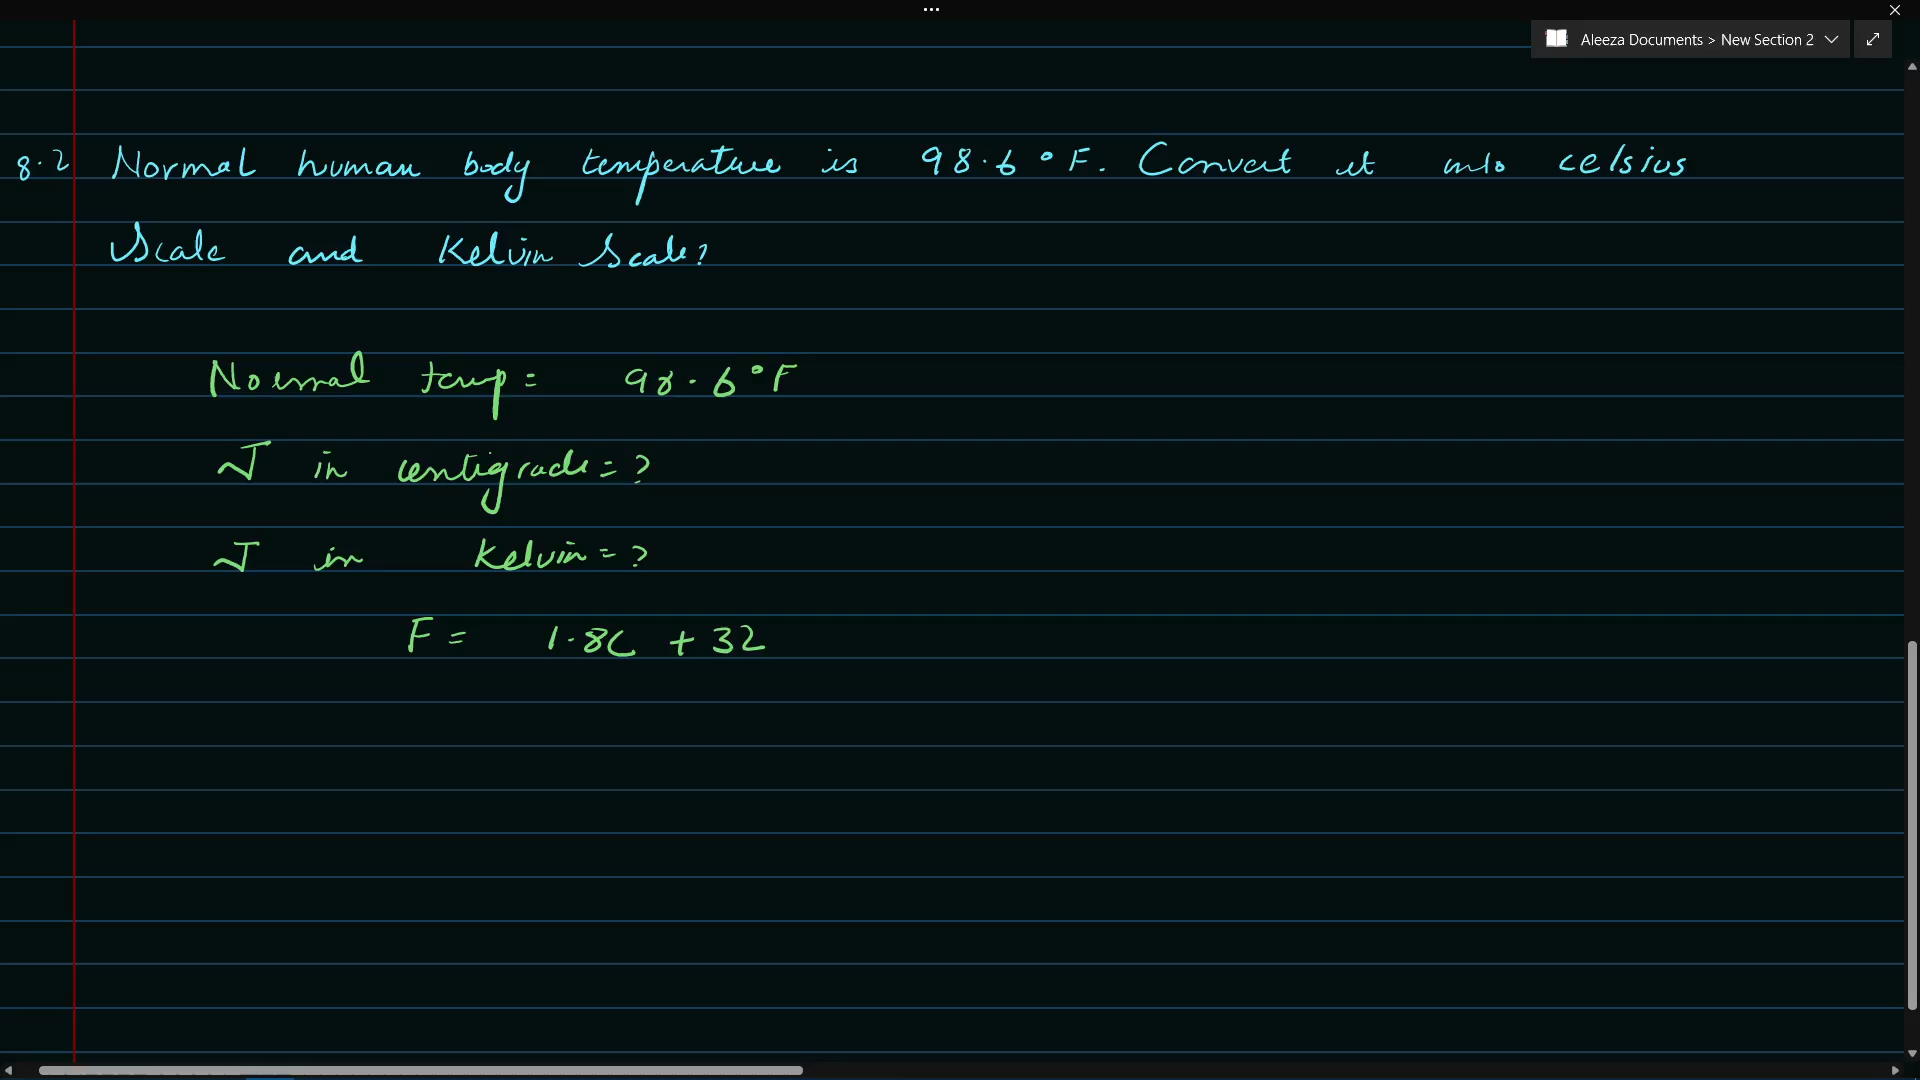 Aleeza Documents > New Section 2
8.2 Normal human body temperature is 98.6 °F. Convert it into celsius
Scale and Kelvin Scale?
Normal temp = 98.6 °F
T in centigrade = ?
T in Kelvin = ?
F = 1.8C + 32